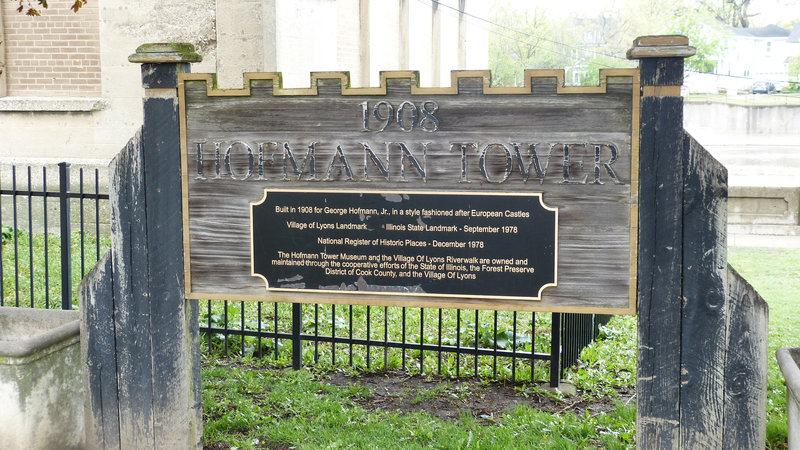 1908
HOFMANN TOWER
Built in 1908 for George Hofmann, Jr., in a style fashioned after European Castles
Village of Lyons Landmark Illinois State Landmark - September 1978
National Register of Historic Places - December 1978
The Hofmann Tower Museum and the Village Of Lyons Riverwalk are owned and
maintained through the cooperative efforts of the State of Illinois, the Forest Preserve
District of Cook County, and the Village Of Lyons